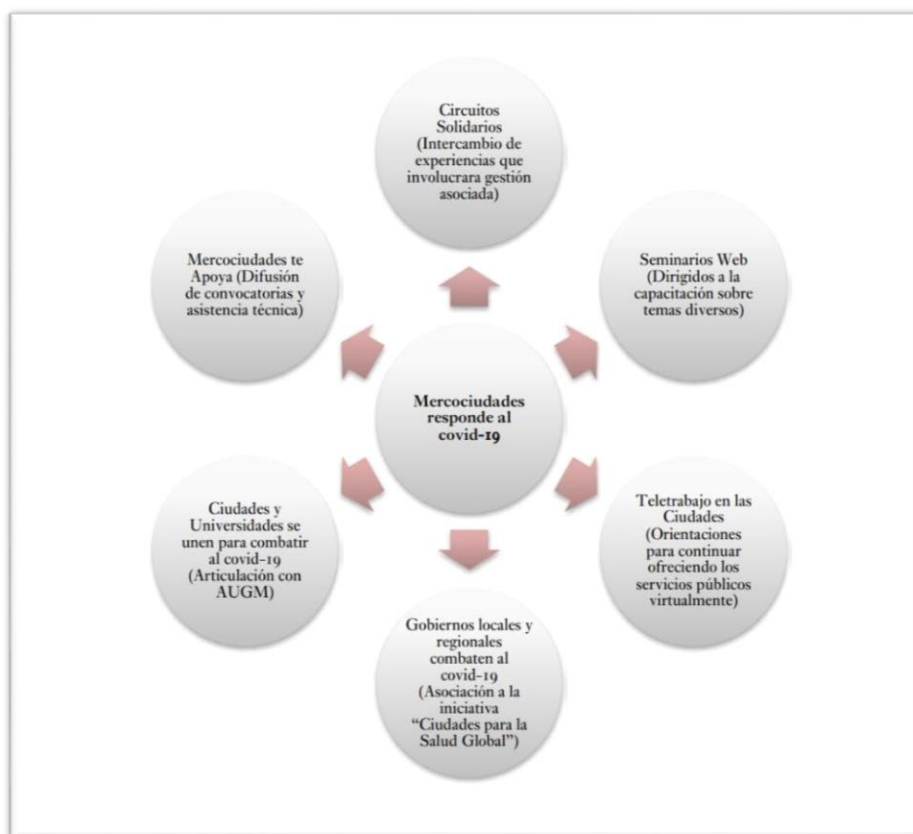 Circuitos
Solidarios
(Intercambio de
experiencias que
involucrara gestión
asociada)
Seminarios Web
(Dirigidos a la
capacitación sobre
temas diversos)
Teletrabajo en las
Ciudades
(Orientaciones
para continuar
ofreciendo los
servicios públicos
virtualmente)
Gobiernos locales y
regionales
combaten al
covid-19
(Asociación a la
iniciativa
“Ciudades para la
Salud Global”)
Ciudades y
Universidades se
unen para combatir
al covid-19
(Articulación con
AUGM)
Mercociudades te
Apoya (Difusión
de convocatorias y
asistencia técnica)
Mercociudades
responde al
covid-19